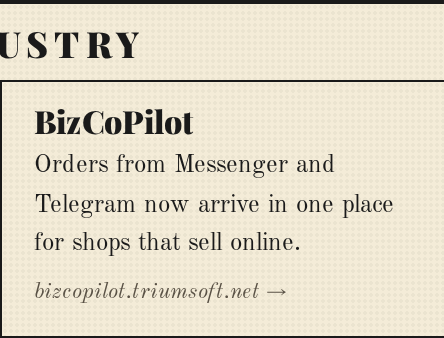 USTRY
BizCoPilot
Orders from Messenger and
Telegram now arrive in one place
for shops that sell online.
bizcopilot.triumsoft.net →